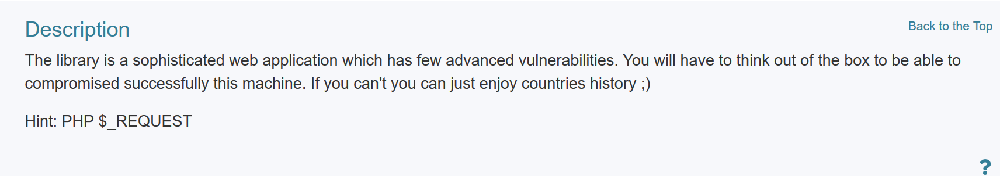 Description
Back to the Top
The library is a sophisticated web application which has few advanced vulnerabilities. You will have to think out of the box to be able to
compromised successfully this machine. If you can't you can just enjoy countries history ;)
Hint: PHP $_REQUEST
?